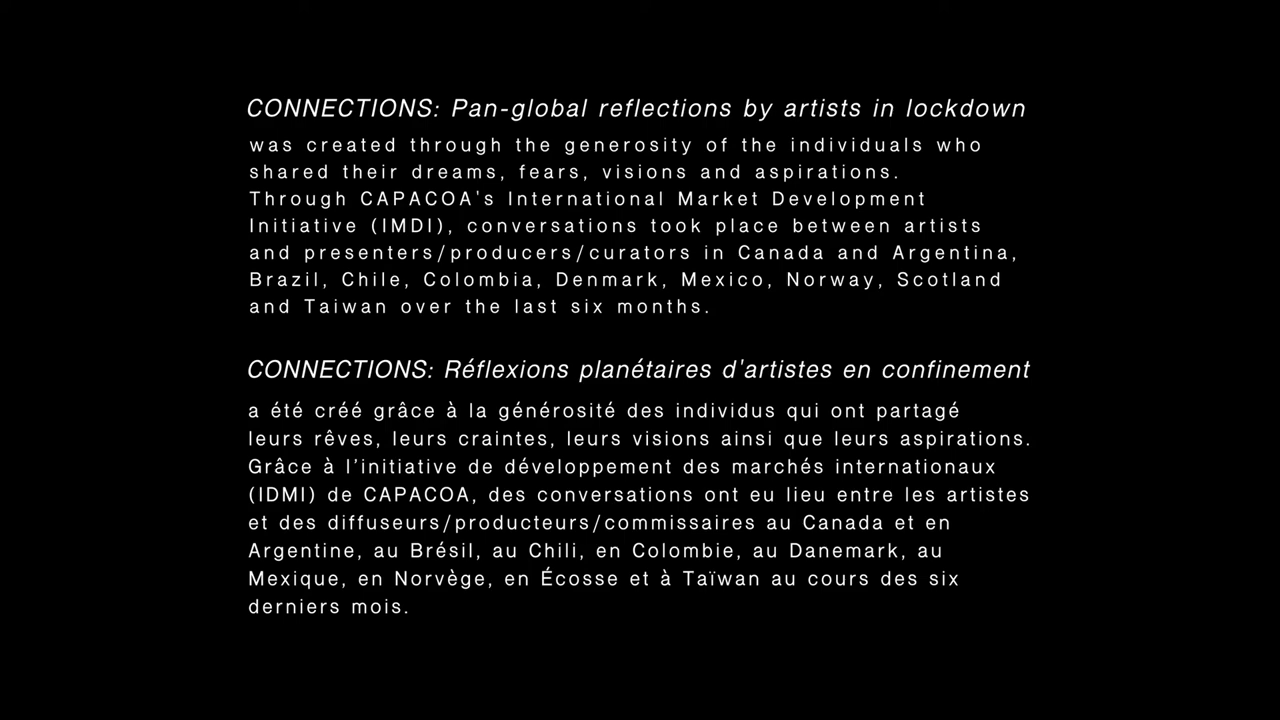 CONNECTIONS: Pan-global reflections by artists in lockdown
was created through the generosity of the individuals who
shared their dreams, fears, visions and aspirations.
Through CAPACOA's International Market Development
Initiative (IMDI), conversations took place between artists
and presenters/producers/curators in Canada and Argentina,
Brazil, Chile, Colombia, Denmark, Mexico, Norway, Scotland
and Taiwan over the last six months.
CONNECTIONS: Réflexions planétaires d'artistes en confinement
a été créé grâce à la générosité des individus qui ont partagé
leurs rêves, leurs craintes, leurs visions ainsi que leurs aspirations.
Grâce à l’initiative de développement des marchés internationaux
(IDMI) de CAPACOA, des conversations ont eu lieu entre les artistes
et des diffuseurs/producteurs/commissaires au Canada et en
Argentine, au Brésil, au Chili, en Colombie, au Danemark, au
Mexique, en Norvège, en Écosse et à Taïwan au cours des six
derniers mois.